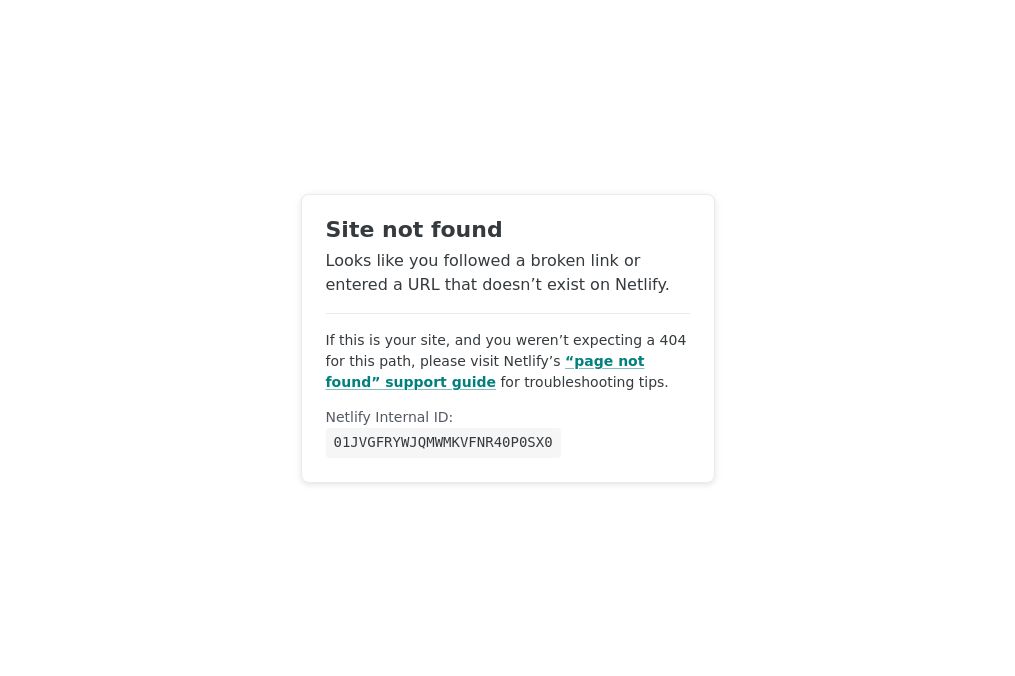 Site not found
Looks like you followed a broken link or
entered a URL that doesn’t exist on Netlify.
If this is your site, and you weren’t expecting a 404
for this path, please visit Netlify’s “page not
found” support guide for troubleshooting tips.
Netlify Internal ID:
01JVGFRYWJQMWMKVFNR40P0SX0